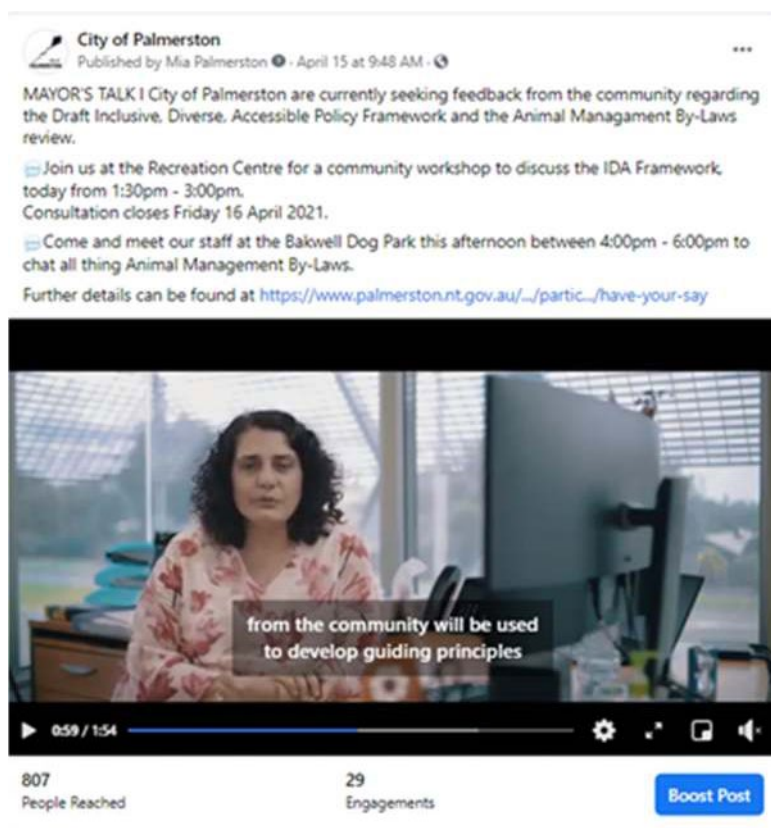 City of Palmerston
Published by Mia Palmerston · April 15 at 9:48 AM ·
MAYOR'S TALK I City of Palmerston are currently seeking feedback from the community regarding
the Draft Inclusive, Diverse, Accessible Policy Framework and the Animal Managament By-Laws
review.
Join us at the Recreation Centre for a community workshop to discuss the IDA Framework,
today from 1:30pm - 3:00pm.
Consultation closes Friday 16 April 2021.
Come and meet our staff at the Bakwell Dog Park this afternoon between 4:00pm - 6:00pm to
chat all thing Animal Management By-Laws.
Further details can be found at https://www.palmerston.nt.gov.au/.../partic.../have-your-say
from the community will be used
to develop guiding principles
0:59 / 1:54
807 29 Boost Post
People Reached Engagements